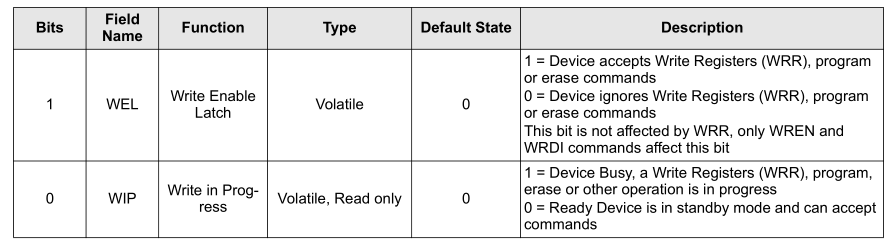 Bits Field Name Function Type Default State Description
1 WEL Write Enable Latch Volatile 0
1 = Device accepts Write Registers (WRR), program
or erase commands
0 = Device ignores Write Registers (WRR), program
or erase commands
This bit is not affected by WRR, only WREN and
WRDI commands affect this bit
0 WIP Write in Prog-
ress Volatile, Read only 0
1 = Device Busy, a Write Registers (WRR), program,
erase or other operation is in progress
0 = Ready Device is in standby mode and can accept
commands